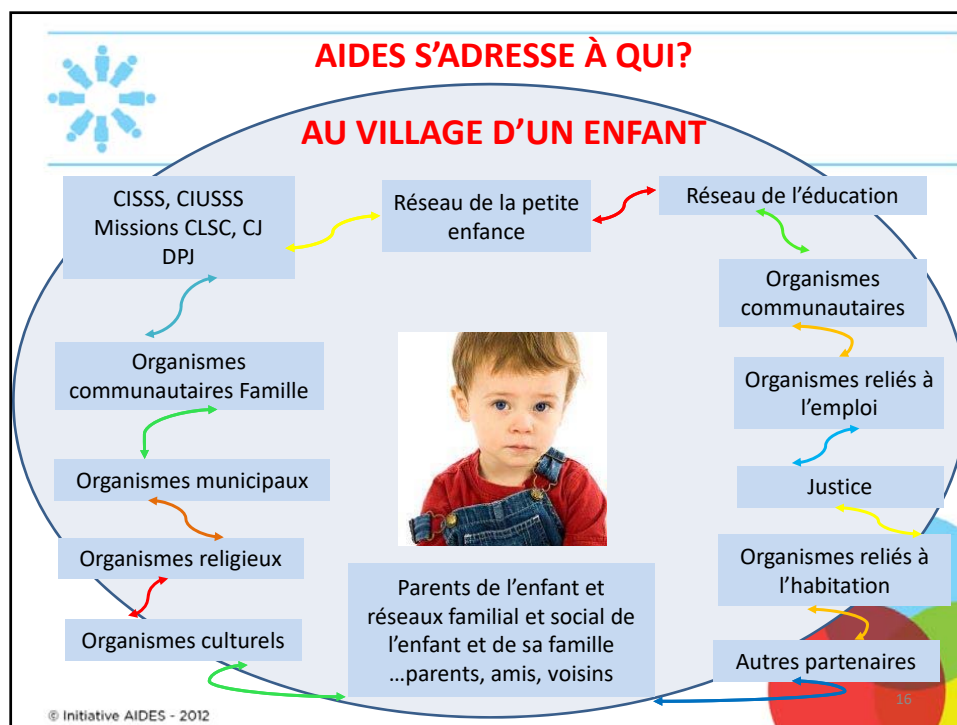 AIDES S’ADRESSE À QUI?
AU VILLAGE D’UN ENFANT
CISSS, CIUSSS
Missions CLSC, CJ
DPJ
Réseau de la petite
enfance
Réseau de l’éducation
Organismes
communautaires
Organismes
communautaires Famille
Organismes reliés à
l’emploi
Organismes municipaux
Justice
Organismes religieux
Organismes reliés à
l’habitation
Parents de l’enfant et
réseaux familial et social de
l’enfant et de sa famille
...parents, amis, voisins
Organismes culturels
Autres partenaires
16
© Initiative AIDES - 2012